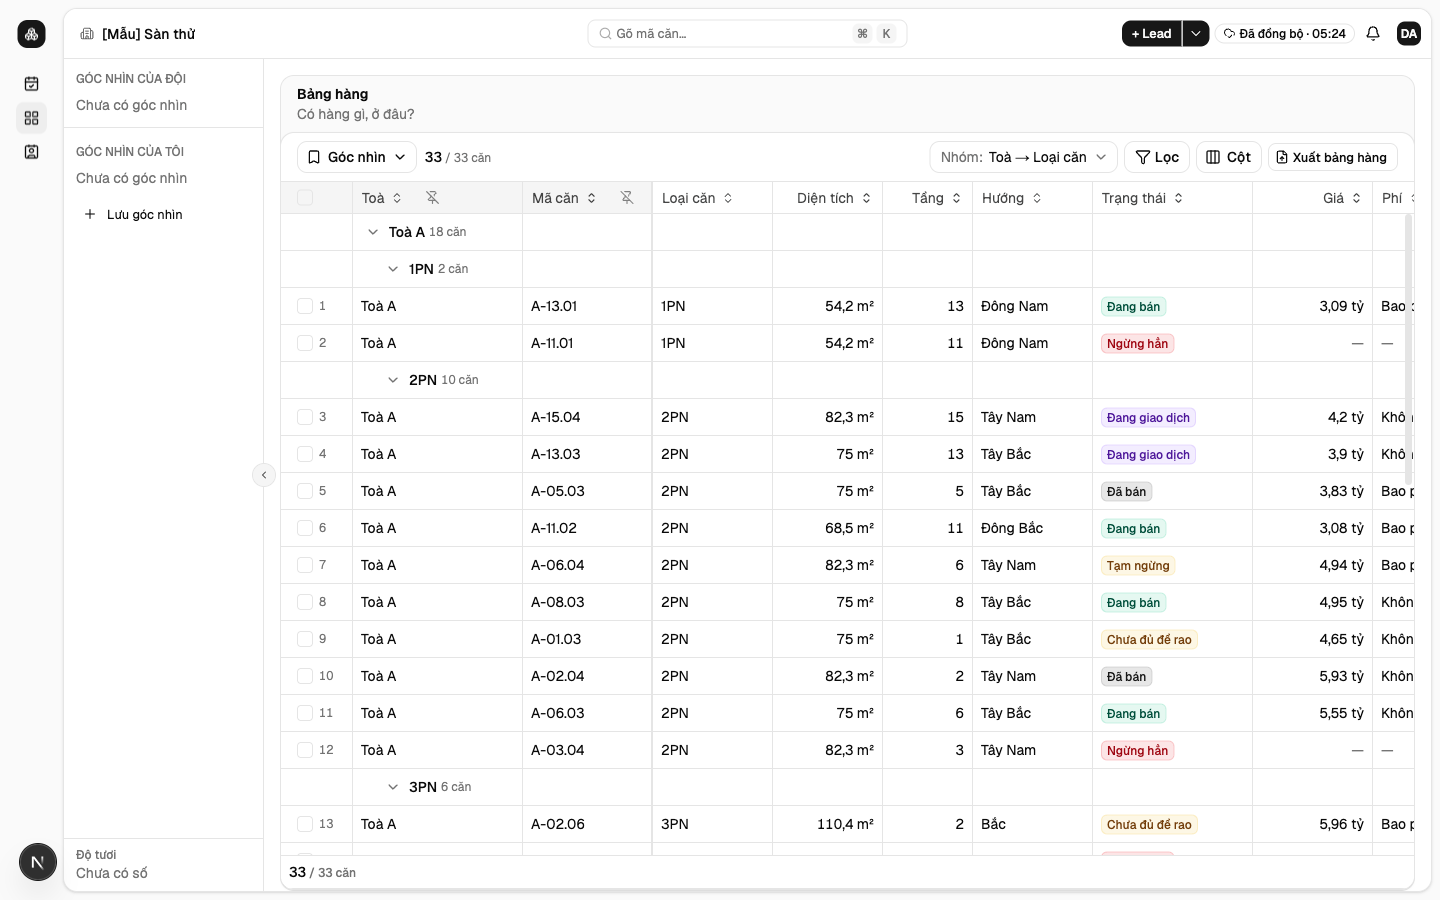 [Mẫu] Sàn thử
Gõ mã căn...
⌘ K
+ Lead
Đã đồng bộ · 05:24
DA
GÓC NHÌN CỦA ĐỘI
Chưa có góc nhìn
GÓC NHÌN CỦA TÔI
Chưa có góc nhìn
+ Lưu góc nhìn
Độ tươi
Chưa có số
N
Bảng hàng
Có hàng gì, ở đâu?
Góc nhìn 33 / 33 căn
Nhóm: Toà → Loại căn
Lọc
Cột
Xuất bảng hàng
Toà Mã căn Loại căn Diện tích Tầng Hướng Trạng thái Giá Phí
Toà A 18 căn
1PN 2 căn
1 Toà A A-13.01 1PN 54,2 m² 13 Đông Nam Đang bán 3,09 tỷ Bao
2 Toà A A-11.01 1PN 54,2 m² 11 Đông Nam Ngừng hẳn — —
2PN 10 căn
3 Toà A A-15.04 2PN 82,3 m² 15 Tây Nam Đang giao dịch 4,2 tỷ Khô
4 Toà A A-13.03 2PN 75 m² 13 Tây Bắc Đang giao dịch 3,9 tỷ Khô
5 Toà A A-05.03 2PN 75 m² 5 Tây Bắc Đã bán 3,83 tỷ Bao p
6 Toà A A-11.02 2PN 68,5 m² 11 Đông Bắc Đang bán 3,08 tỷ Bao p
7 Toà A A-06.04 2PN 82,3 m² 6 Tây Nam Tạm ngừng 4,94 tỷ Bao p
8 Toà A A-08.03 2PN 75 m² 8 Tây Bắc Đang bán 4,95 tỷ Khôn
9 Toà A A-01.03 2PN 75 m² 1 Tây Bắc Chưa đủ để rao 4,65 tỷ Khôn
10 Toà A A-02.04 2PN 82,3 m² 2 Tây Nam Đã bán 5,93 tỷ Khôn
11 Toà A A-06.03 2PN 75 m² 6 Tây Bắc Đang bán 5,55 tỷ Khôn
12 Toà A A-03.04 2PN 82,3 m² 3 Tây Nam Ngừng hẳn — —
3PN 6 căn
13 Toà A A-02.06 3PN 110,4 m² 2 Bắc Chưa đủ để rao 5,96 tỷ Bao p
33 / 33 căn